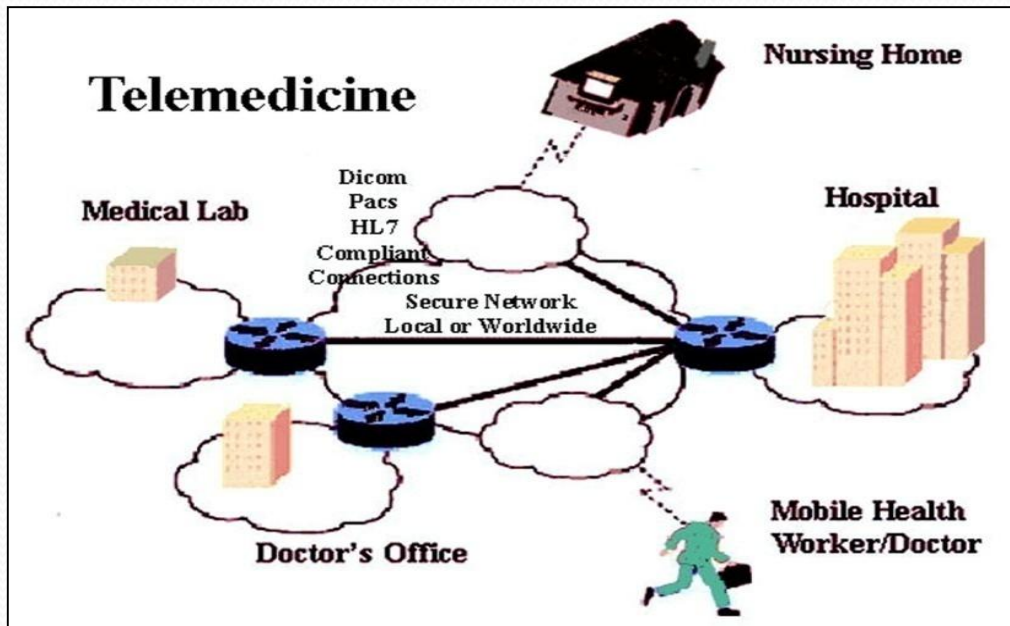 Telemedicine
Nursing Home
Dicom
Pacs
HL7
Compliant
Connections
Medical Lab
Hospital
Secure Network
Local or Worldwide
Doctor's Office
Mobile Health
Worker/Doctor